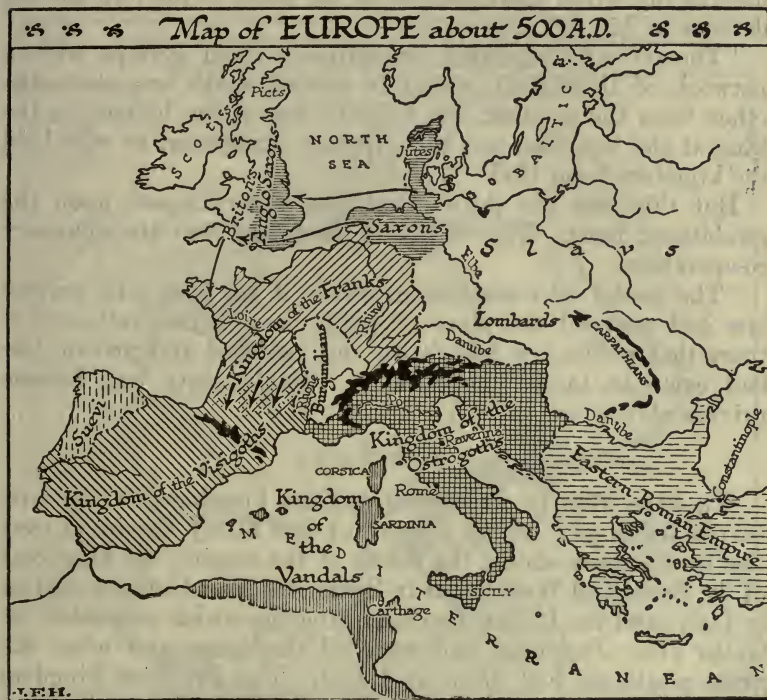 Map of EUROPE about 500 A.D.
Picts
Scots
NORTH
SEA
Jutes
BALTIC
Britons
Anglo Saxons
Saxons
Slavs
Elbe
Kingdom of the Franks
Loire
Rhine
Lombards
CARPATHIANS
Danube
Burgundians
Rhone
Po
Suevi
Kingdom of the Visigoths
Kingdom of the
Ostrogoths
Ravenna
Danube
Constantinople
Eastern Roman Empire
CORSICA
Rome
SARDINIA
Kingdom
of
the
Vandals
SICILY
Carthage
MEDITERRANEAN
J.F.H.